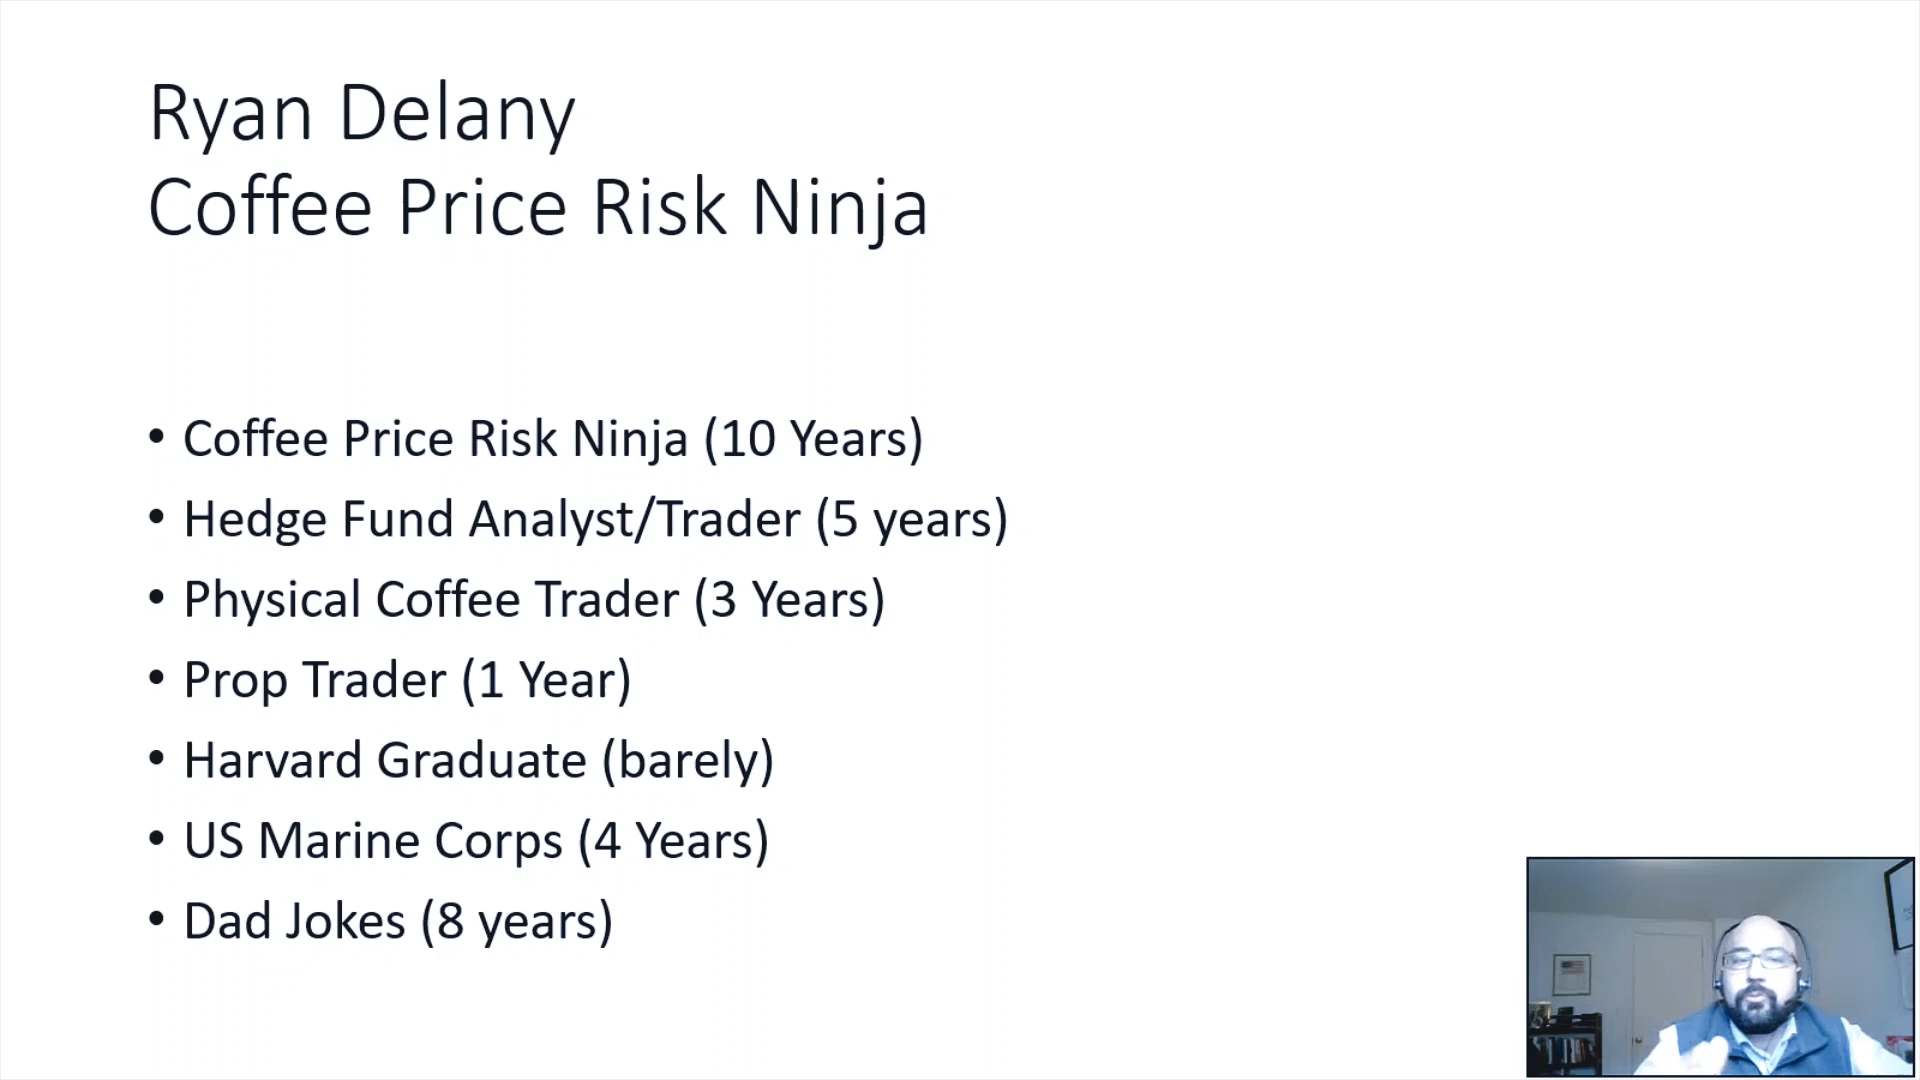 Ryan Delany
Coffee Price Risk Ninja
• Coffee Price Risk Ninja (10 Years)
• Hedge Fund Analyst/Trader (5 years)
• Physical Coffee Trader (3 Years)
• Prop Trader (1 Year)
• Harvard Graduate (barely)
• US Marine Corps (4 Years)
• Dad Jokes (8 years)